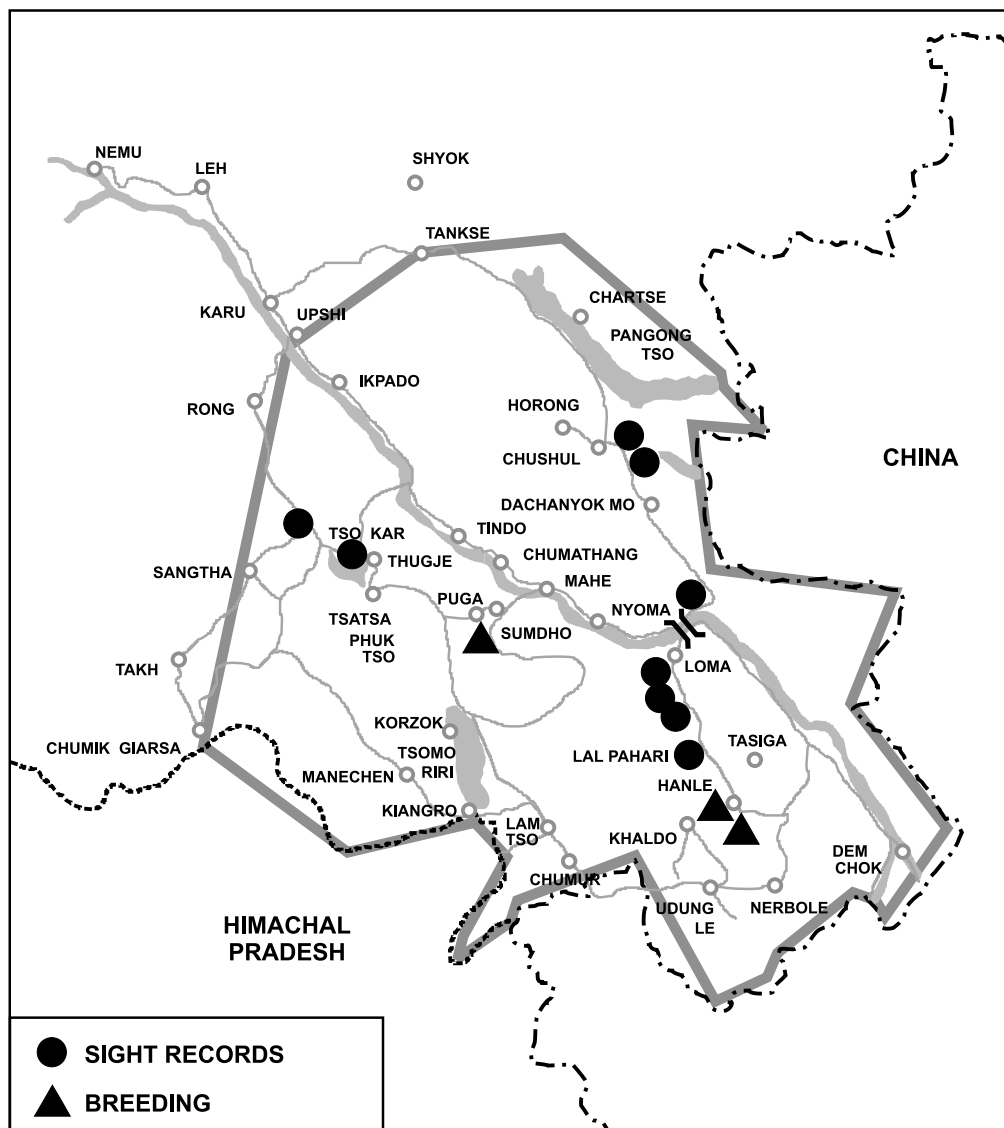 NEMU
LEH
SHYOK
TANKSE
KARU
UPSHI
CHARTSE
PANGONG
TSO
IKPADO
RONG
HORONG
CHUSHUL
CHINA
DACHANYOK MO
TSO KAR
TINDO
THUGJE
CHUMATHANG
SANGTHA
MAHE
PUGA
NYOMA
TSATSA
PHUK
TSO
SUMDHO
TAKH
LOMA
KORZOK
CHUMIK GIARSA
TSOMO
RIRI
LAL PAHARI
TASIGA
MANECHEN
HANLE
KIANGRO
LAM
TSO
KHALDO
DEM
CHOK
CHUMUR
UDUNG
LE
NERBOLE
HIMACHAL
PRADESH
SIGHT RECORDS
BREEDING